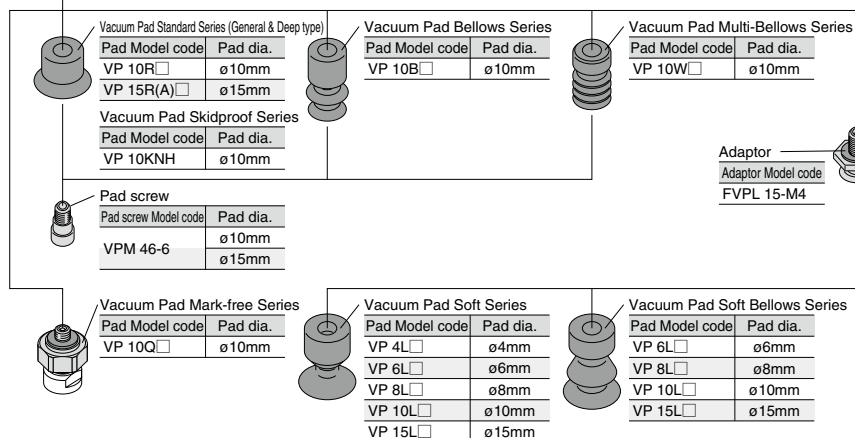 Vacuum Pad Standard Series (General & Deep type)
Pad Model code Pad dia.
VP 10R□ ø10mm
VP 15R(A)□ ø15mm
Vacuum Pad Skidproof Series
Pad Model code Pad dia.
VP 10KNH ø10mm
Vacuum Pad Bellows Series
Pad Model code Pad dia.
VP 10B□ ø10mm
Vacuum Pad Multi-Bellows Series
Pad Model code Pad dia.
VP 10W□ ø10mm
Adaptor
Adaptor Model code
FVPL 15-M4
Pad screw
Pad screw Model code Pad dia.
VPM 46-6 ø10mm
ø15mm
Vacuum Pad Mark-free Series
Pad Model code Pad dia.
VP 10Q□ ø10mm
Vacuum Pad Soft Series
Pad Model code Pad dia.
VP 4L□ ø4mm
VP 6L□ ø6mm
VP 8L□ ø8mm
VP 10L□ ø10mm
VP 15L□ ø15mm
Vacuum Pad Soft Bellows Series
Pad Model code Pad dia.
VP 6L□ ø6mm
VP 8L□ ø8mm
VP 10L□ ø10mm
VP 15L□ ø15mm